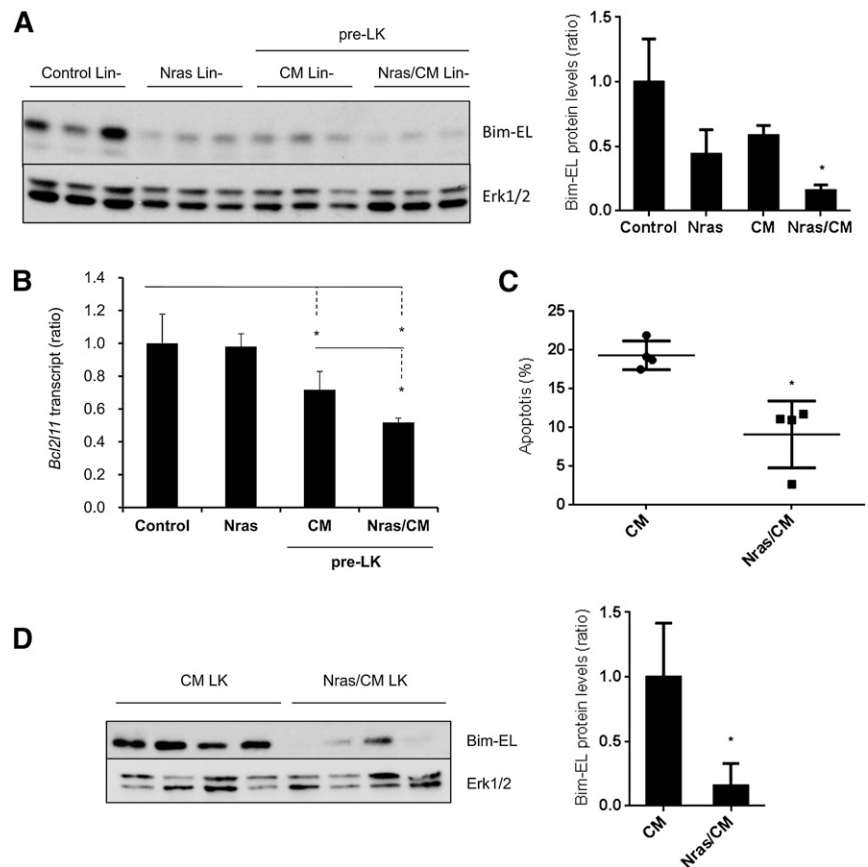 A
pre-LK
Control Lin- Nras Lin- CM Lin- Nras/CM Lin-
Bim-EL
Erk1/2
Bim-EL protein levels (ratio)
1.5
1.0
0.5
0.0
Control Nras CM Nras/CM
*
B
Bcl2l11 transcript (ratio)
1.4
1.2
1.0
0.8
0.6
0.4
0.2
0.0
* *
*
Control Nras CM Nras/CM
pre-LK
C
Apoptotis (%)
25
20
15
10
5
0
*
CM Nras/CM
D
CM LK Nras/CM LK
Bim-EL
Erk1/2
Bim-EL protein levels (ratio)
1.5
1.0
0.5
0.0
*
CM Nras/CM